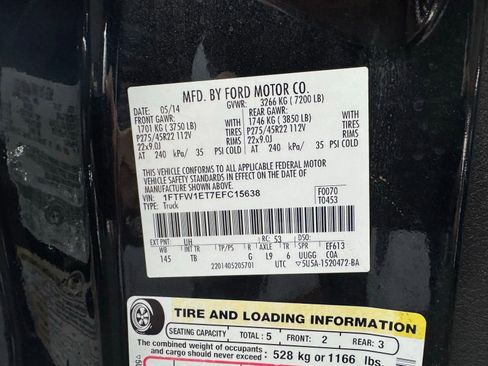 MFD. BY FORD MOTOR CO.
05/14 GVWR: 3266 KG ( 7200 LB)
FRONT GAWR: REAR GAWR:
1701 KG ( 3750 LB) WITH 1746 KG ( 3850 LB) WITH
P275/45R22 112V TIRES P275/45R22 112V TIRES
22x9.0J RIMS 22x9.0J RIMS
AT 240 kPa/ 35 PSI COLD AT 240 kPa/ 35 PSI COLD
THIS VEHICLE CONFORMS TO ALL APPLICABLE FEDERAL MOTOR
VEHICLE SAFETY STANDARDS IN EFFECT ON THE DATE OF
MANUFACTURE SHOWN ABOVE.
VIN: 1FTFW1ET7EFC15638 F0070
TYPE: Truck T0453
EXT PNT: UH RC: 53 DSO:
WB BRK INT TR TP/PS R AXLE TR SPR EF613
145 TB G L9 6 UUGG COA
2201405205701 UTC 5U5A-1520472-BA
TIRE AND LOADING INFORMATION
SEATING CAPACITY TOTAL: 5 FRONT: 2 REAR: 3
The combined weight of occupants
and cargo should never exceed: 528 kg or 1166 lbs.